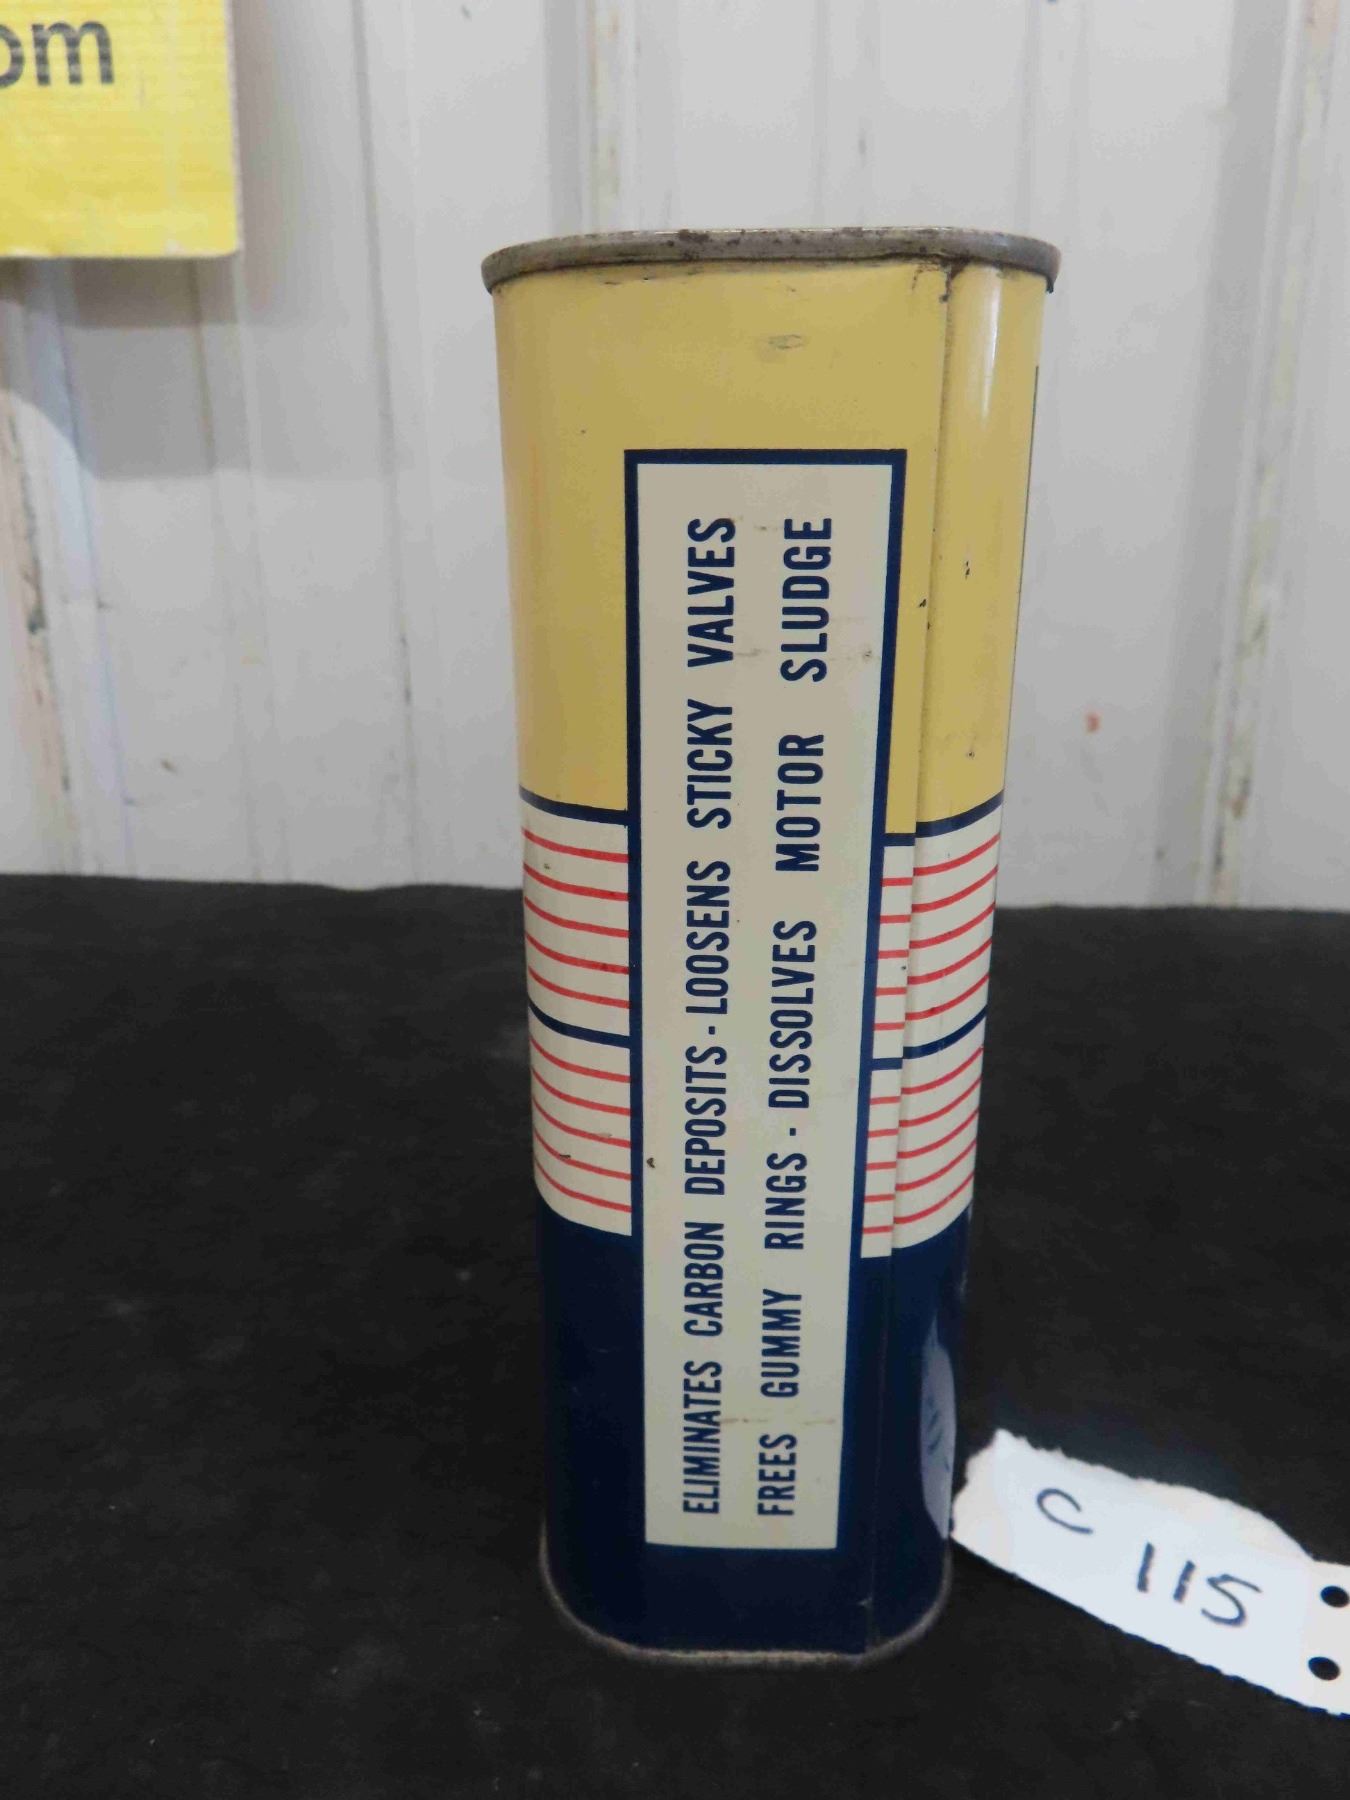 om
ELIMINATES CARBON DEPOSITS - LOOSENS STICKY VALVES
FREES GUMMY RINGS - DISSOLVES MOTOR SLUDGE
C
115